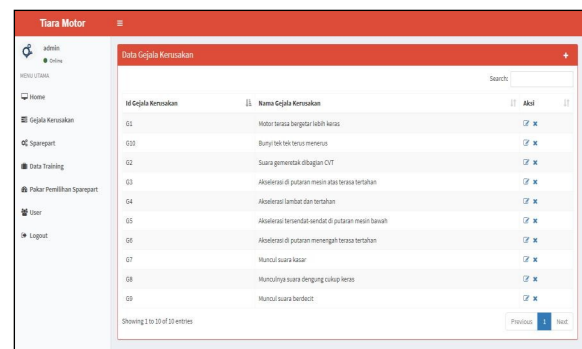 Tiara Motor
admin
Online
MENU UTAMA
Home
Gejala Kerusakan
Sparepart
Data Training
Pakar Pemilihan Sparepart
User
Logout
Data Gejala Kerusakan
Search:
Id Gejala Kerusakan Nama Gejala Kerusakan Aksi
G1 Motor terasa bergetar lebih keras
G10 Bunyi tek tek terus menerus
G2 Suara gemeretak dibagian CVT
G3 Akselerasi di putaran mesin atas terasa tertahan
G4 Akselerasi lambat dan tertahan
G5 Akselerasi tersendat-sendat di putaran mesin bawah
G6 Akselerasi di putaran menengah terasa tertahan
G7 Muncul suara kasar
G8 Munculnya suara dengung cukup keras
G9 Muncul suara berdecit
Showing 1 to 10 of 10 entries
Previous 1 Next